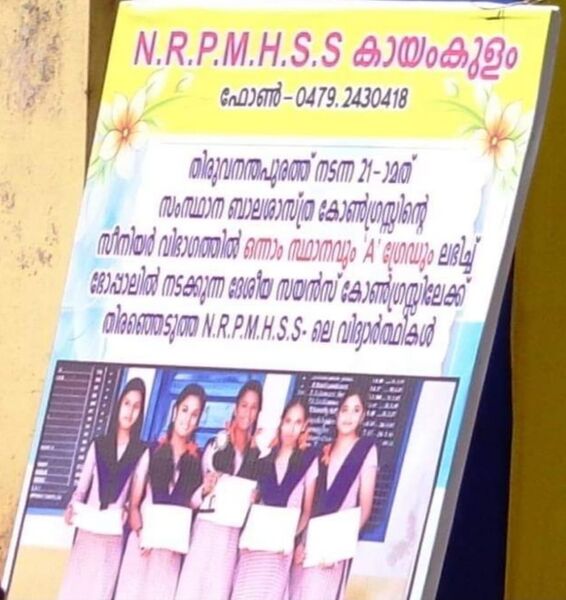 N.R.P.M.H.S.S കായംകുളം
ഫോൺ-0479.2430418
തിരുവനന്തപുരത്ത് നടന്ന 21-ാമത്
സംസ്ഥാന ബാലശാസ്ത്ര കോൺഗ്രസ്സിന്റെ
സീനിയർ വിഭാഗത്തിൽ ഒന്നാം സ്ഥാനവും 'A' ഗ്രേഡും ലഭിച്ച്
ഭോപ്പാലിൽ നടക്കുന്ന ദേശീയ സയൻസ് കോൺഗ്രസ്സിലേക്ക്
തിരഞ്ഞെടുത്ത N.R.P.M.H.S.S- ലെ വിദ്യാർത്ഥികൾ